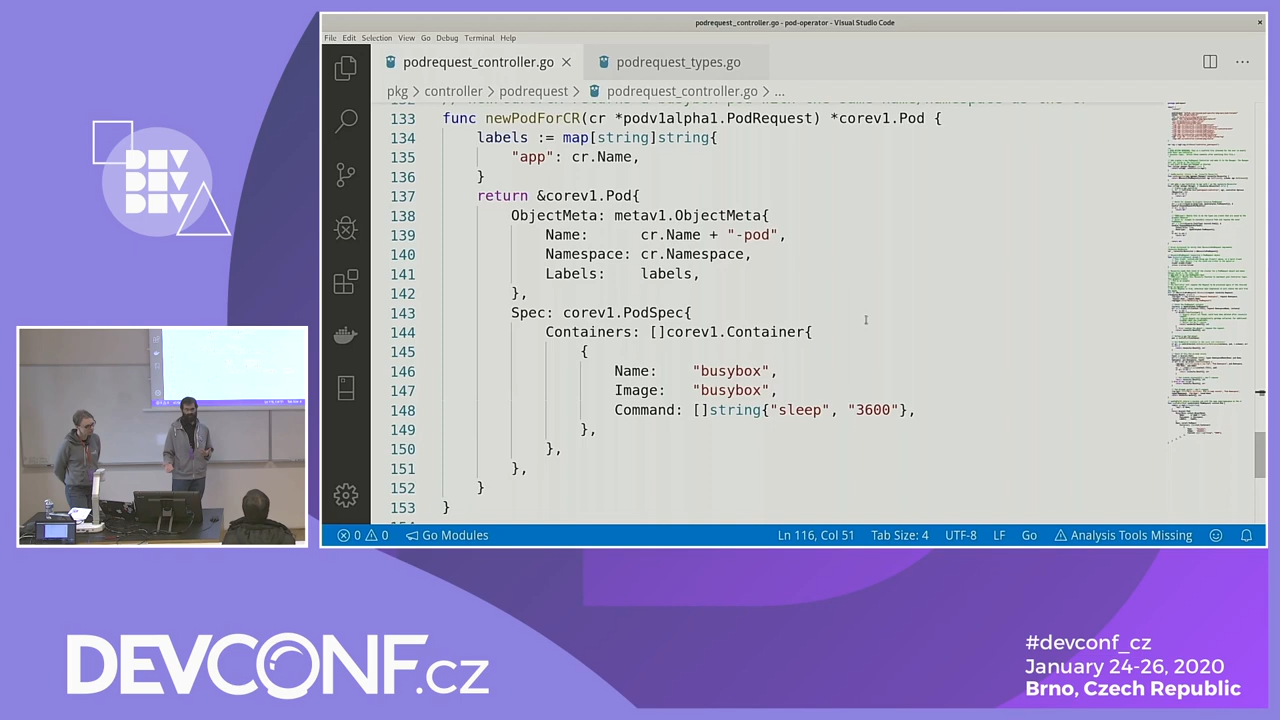 podrequest_controller.go - pod-operator - Visual Studio Code
File Edit Selection View Go Debug Terminal Help
podrequest_controller.go
podrequest_types.go
pkg > controller > podrequest > podrequest_controller.go > ...
133 func newPodForCR(cr *podv1alpha1.PodRequest) *corev1.Pod {
134 labels := map[string]string{
135 "app": cr.Name,
136 }
137 return &corev1.Pod{
138 ObjectMeta: metav1.ObjectMeta{
139 Name: cr.Name + "-pod",
140 Namespace: cr.Namespace,
141 Labels: labels,
142 },
143 Spec: corev1.PodSpec{
144 Containers: []corev1.Container{
145 {
146 Name: "busybox",
147 Image: "busybox",
148 Command: []string{"sleep", "3600"},
149 },
150 },
151 },
152 }
153 }
0 0 Go Modules Ln 116, Col 51 Tab Size: 4 UTF-8 LF Go Analysis Tools Missing
DEV
DEV
DEV
DEVCONF.cz
#devconf_cz
January 24-26, 2020
Brno, Czech Republic